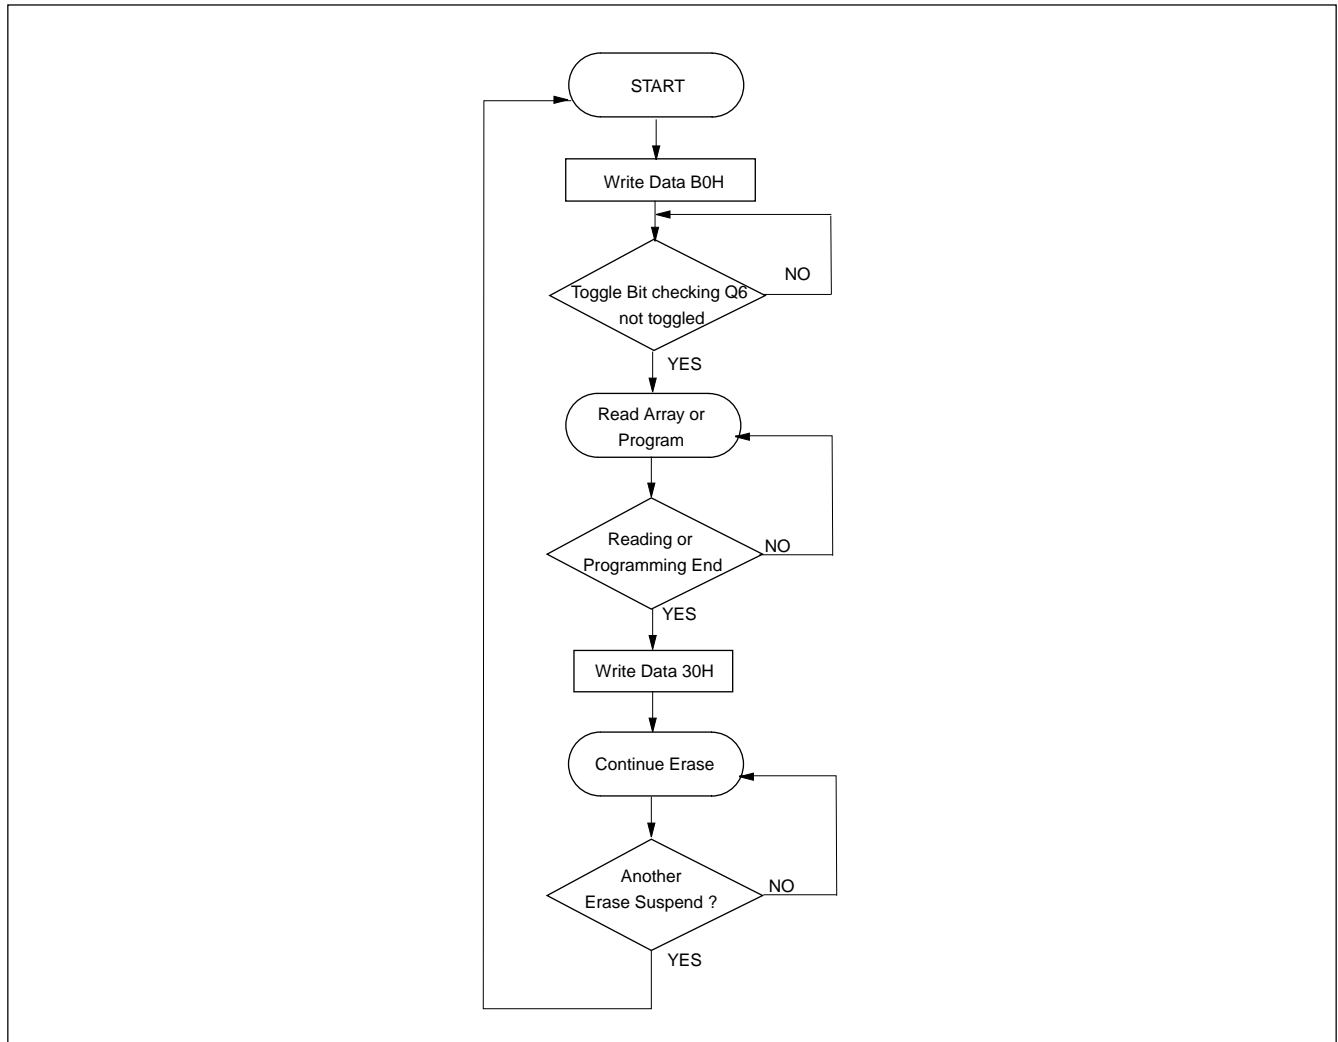 START
Write Data B0H
NO
Toggle Bit checking Q6
not toggled
YES
Read Array or
Program
Reading or
NO
Programming End
YES
Write Data 30H
Continue Erase
Another
NO
Erase Suspend ?
YES